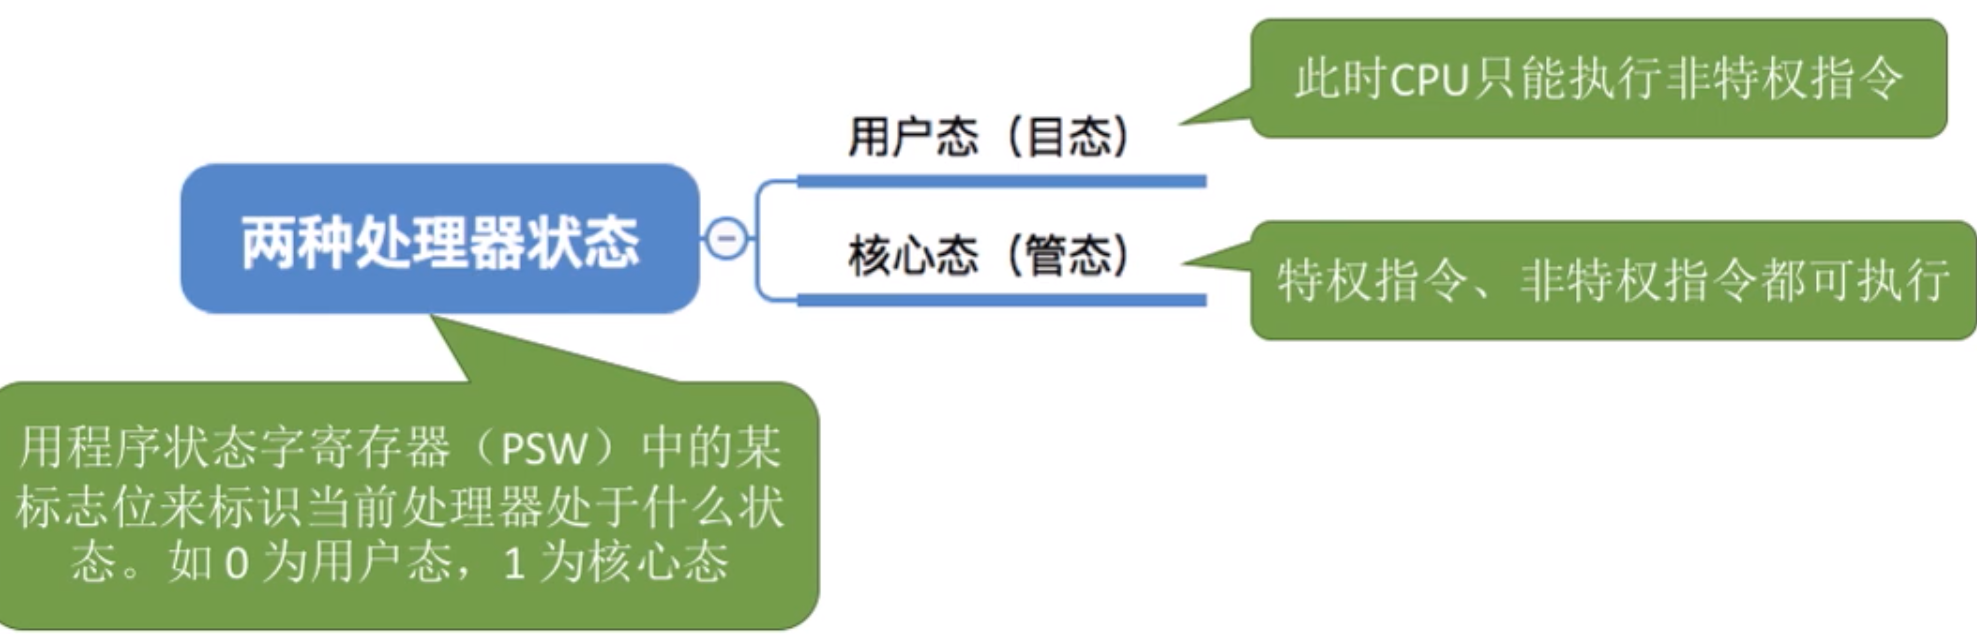 此时CPU只能执行非特权指令
用户态（目态）
两种处理器状态
核心态（管态）
特权指令、非特权指令都可执行
用程序状态字寄存器（PSW）中的某
标志位来标识当前处理器处于什么状
态。如 0 为用户态，1 为核心态